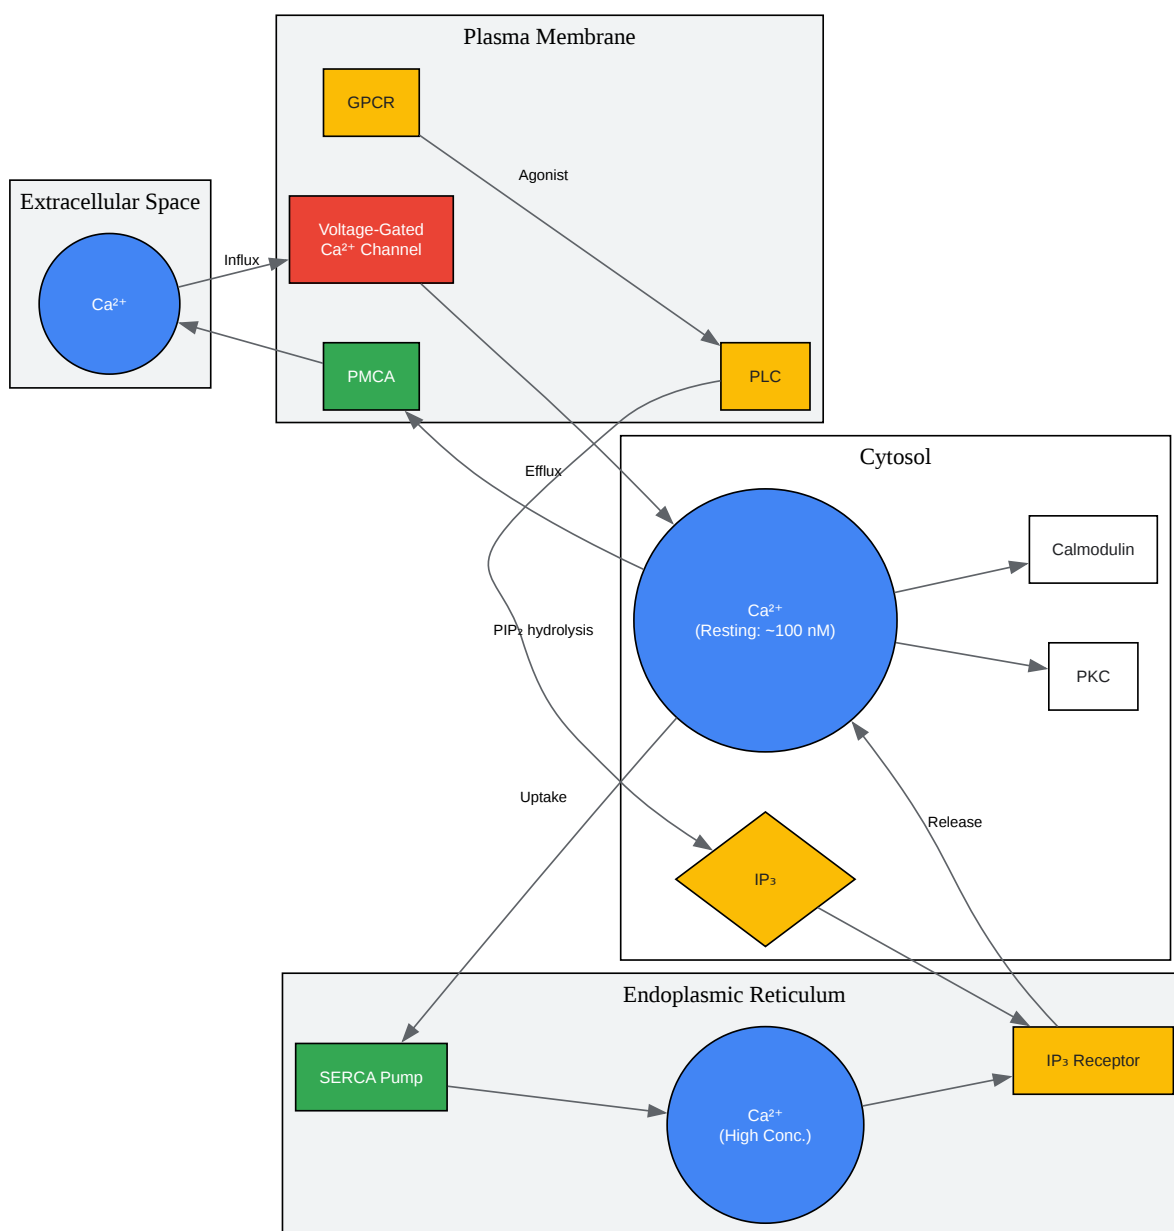 Plasma Membrane
GPCR
Agonist
Extracellular Space
Voltage-Gated
Ca²⁺ Channel
Influx
Ca²⁺
PMCA
PLC
Cytosol
Efflux
Calmodulin
Ca²⁺
(Resting: ~100 nM)
PIP₂ hydrolysis
PKC
Uptake
Release
IP₃
Endoplasmic Reticulum
IP₃ Receptor
SERCA Pump
Ca²⁺
(High Conc.)